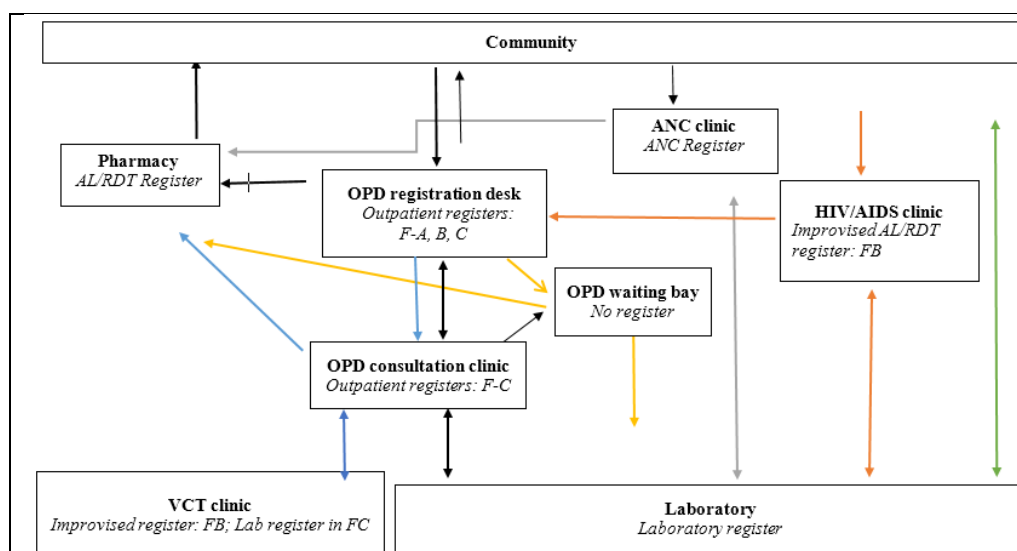 Community
ANC clinic
ANC Register
Pharmacy
AL/RDT Register
OPD registration desk
Outpatient registers:
F-A, B, C
HIV/AIDS clinic
Improvised AL/RDT
register: FB
OPD waiting bay
No register
OPD consultation clinic
Outpatient registers: F-C
VCT clinic
Improvised register: FB; Lab register in FC
Laboratory
Laboratory register